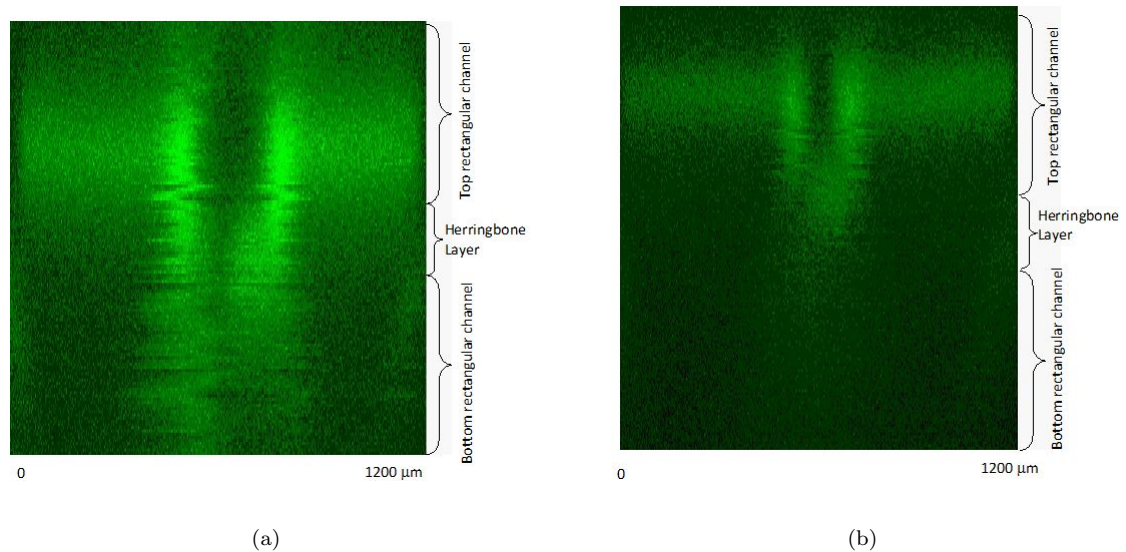 Top rectangular channel
Herringbone
Layer
Bottom rectangular channel
0
1200 μm
(a)
Top rectangular channel
Herringbone
Layer
Bottom rectangular channel
0
1200 μm
(b)